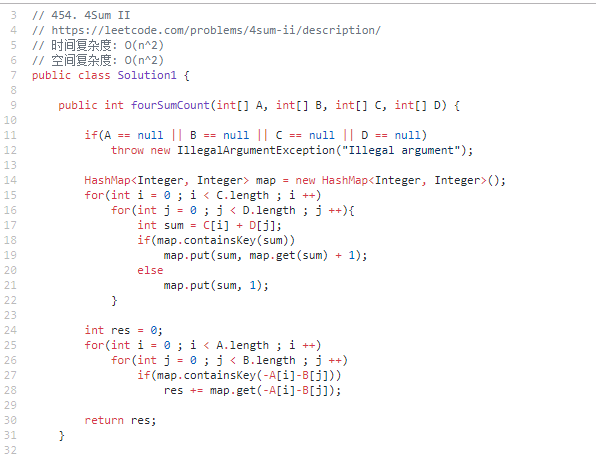 3 // 454. 4Sum II
4 // https://leetcode.com/problems/4sum-ii/description/
5 // 时间复杂度: O(n^2)
6 // 空间复杂度: O(n^2)
7 public class Solution1 {
8
9     public int fourSumCount(int[] A, int[] B, int[] C, int[] D) {
10
11         if(A == null || B == null || C == null || D == null)
12             throw new IllegalArgumentException("Illegal argument");
13
14         HashMap<Integer, Integer> map = new HashMap<Integer, Integer>();
15         for(int i = 0 ; i < C.length ; i ++)
16             for(int j = 0 ; j < D.length ; j ++){
17                 int sum = C[i] + D[j];
18                 if(map.containsKey(sum))
19                     map.put(sum, map.get(sum) + 1);
20                 else
21                     map.put(sum, 1);
22             }
23
24         int res = 0;
25         for(int i = 0 ; i < A.length ; i ++)
26             for(int j = 0 ; j < B.length ; j ++)
27                 if(map.containsKey(-A[i]-B[j]))
28                     res += map.get(-A[i]-B[j]);
29
30         return res;
31     }
32